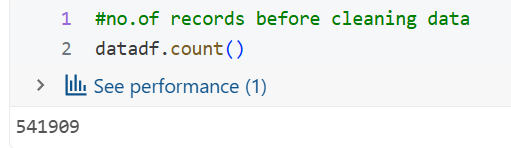 1 #no.of records before cleaning data
2 datadf.count()
See performance (1)
541909